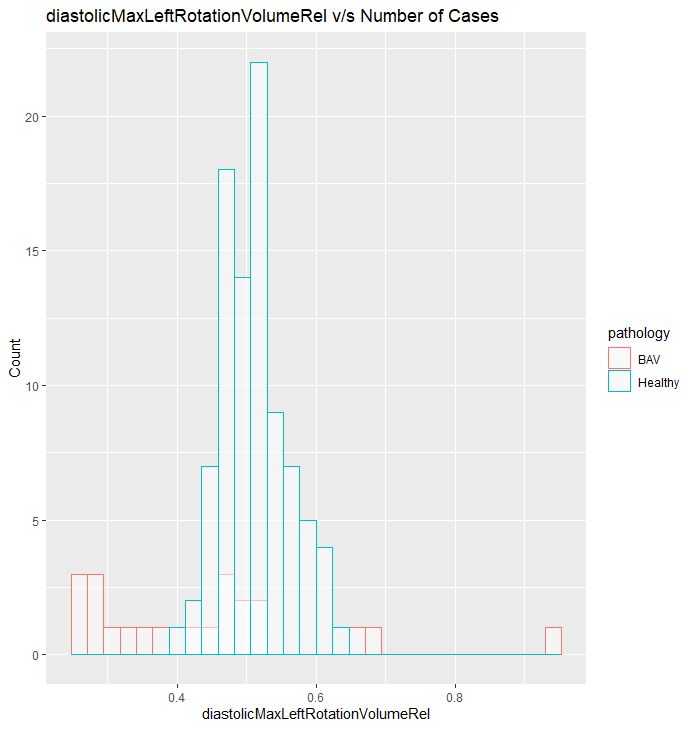 diastolicMaxLeftRotationVolumeRel v/s Number of Cases
20
15
10
5
0
Count
0.4
0.6
0.8
diastolicMaxLeftRotationVolumeRel
pathology
BAV
Healthy